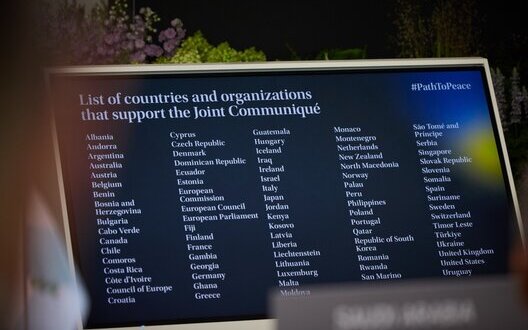 List of countries and organizations
that support the Joint Communiqué
#PathToPeace
Albania
Andorra
Argentina
Australia
Austria
Belgium
Benin
Bosnia and
Herzegovina
Bulgaria
Cabo Verde
Canada
Chile
Comoros
Costa Rica
Côte d'Ivoire
Council of Europe
Croatia
Cyprus
Czech Republic
Denmark
Dominican Republic
Ecuador
Estonia
European
Commission
European Council
European Parliament
Fiji
Finland
France
Gambia
Georgia
Germany
Ghana
Greece
Guatemala
Hungary
Iceland
Iraq
Ireland
Israel
Italy
Japan
Jordan
Kenya
Kosovo
Latvia
Liberia
Liechtenstein
Lithuania
Luxemburg
Malta
Moldova
Monaco
Montenegro
Netherlands
New Zealand
North Macedonia
Norway
Palau
Peru
Philippines
Poland
Portugal
Qatar
Republic of South
Korea
Romania
Rwanda
San Marino
São Tomé and
Príncipe
Serbia
Singapore
Slovak Republic
Slovenia
Somalia
Spain
Suriname
Sweden
Switzerland
Timor Leste
Türkiye
Ukraine
United Kingdom
United States
Uruguay
SAUDI ARABIA